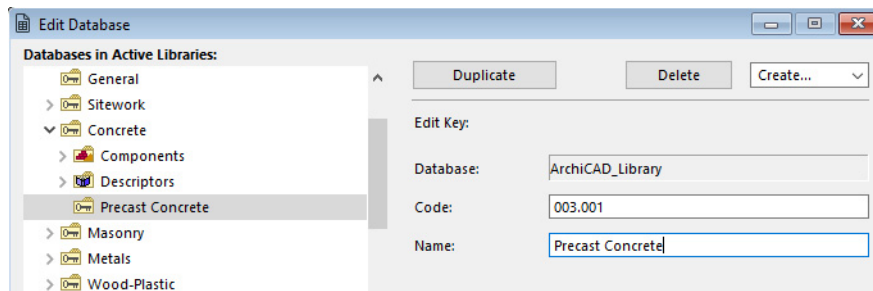 Edit Database
Databases in Active Libraries:
General
Sitework
Concrete
Components
Descriptors
Precast Concrete
Masonry
Metals
Wood-Plastic
Duplicate Delete Create...
Edit Key:
Database: ArchiCAD_Library
Code: 003.001
Name: Precast Concrete